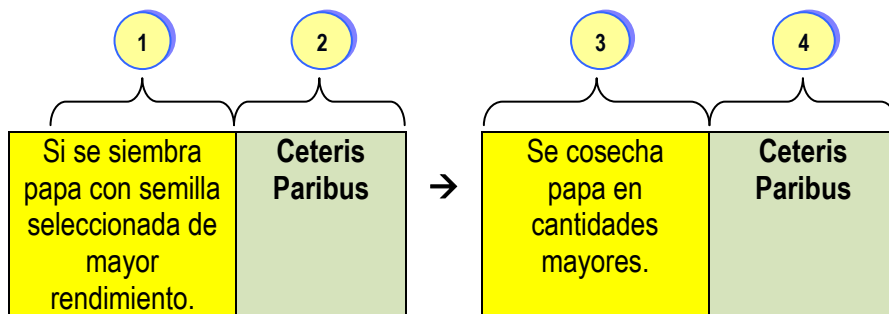 1
2
3
4
Si se siembra
papa con semilla
seleccionada de
mayor
rendimiento.
Ceteris
Paribus
→
Se cosecha
papa en
cantidades
mayores.
Ceteris
Paribus